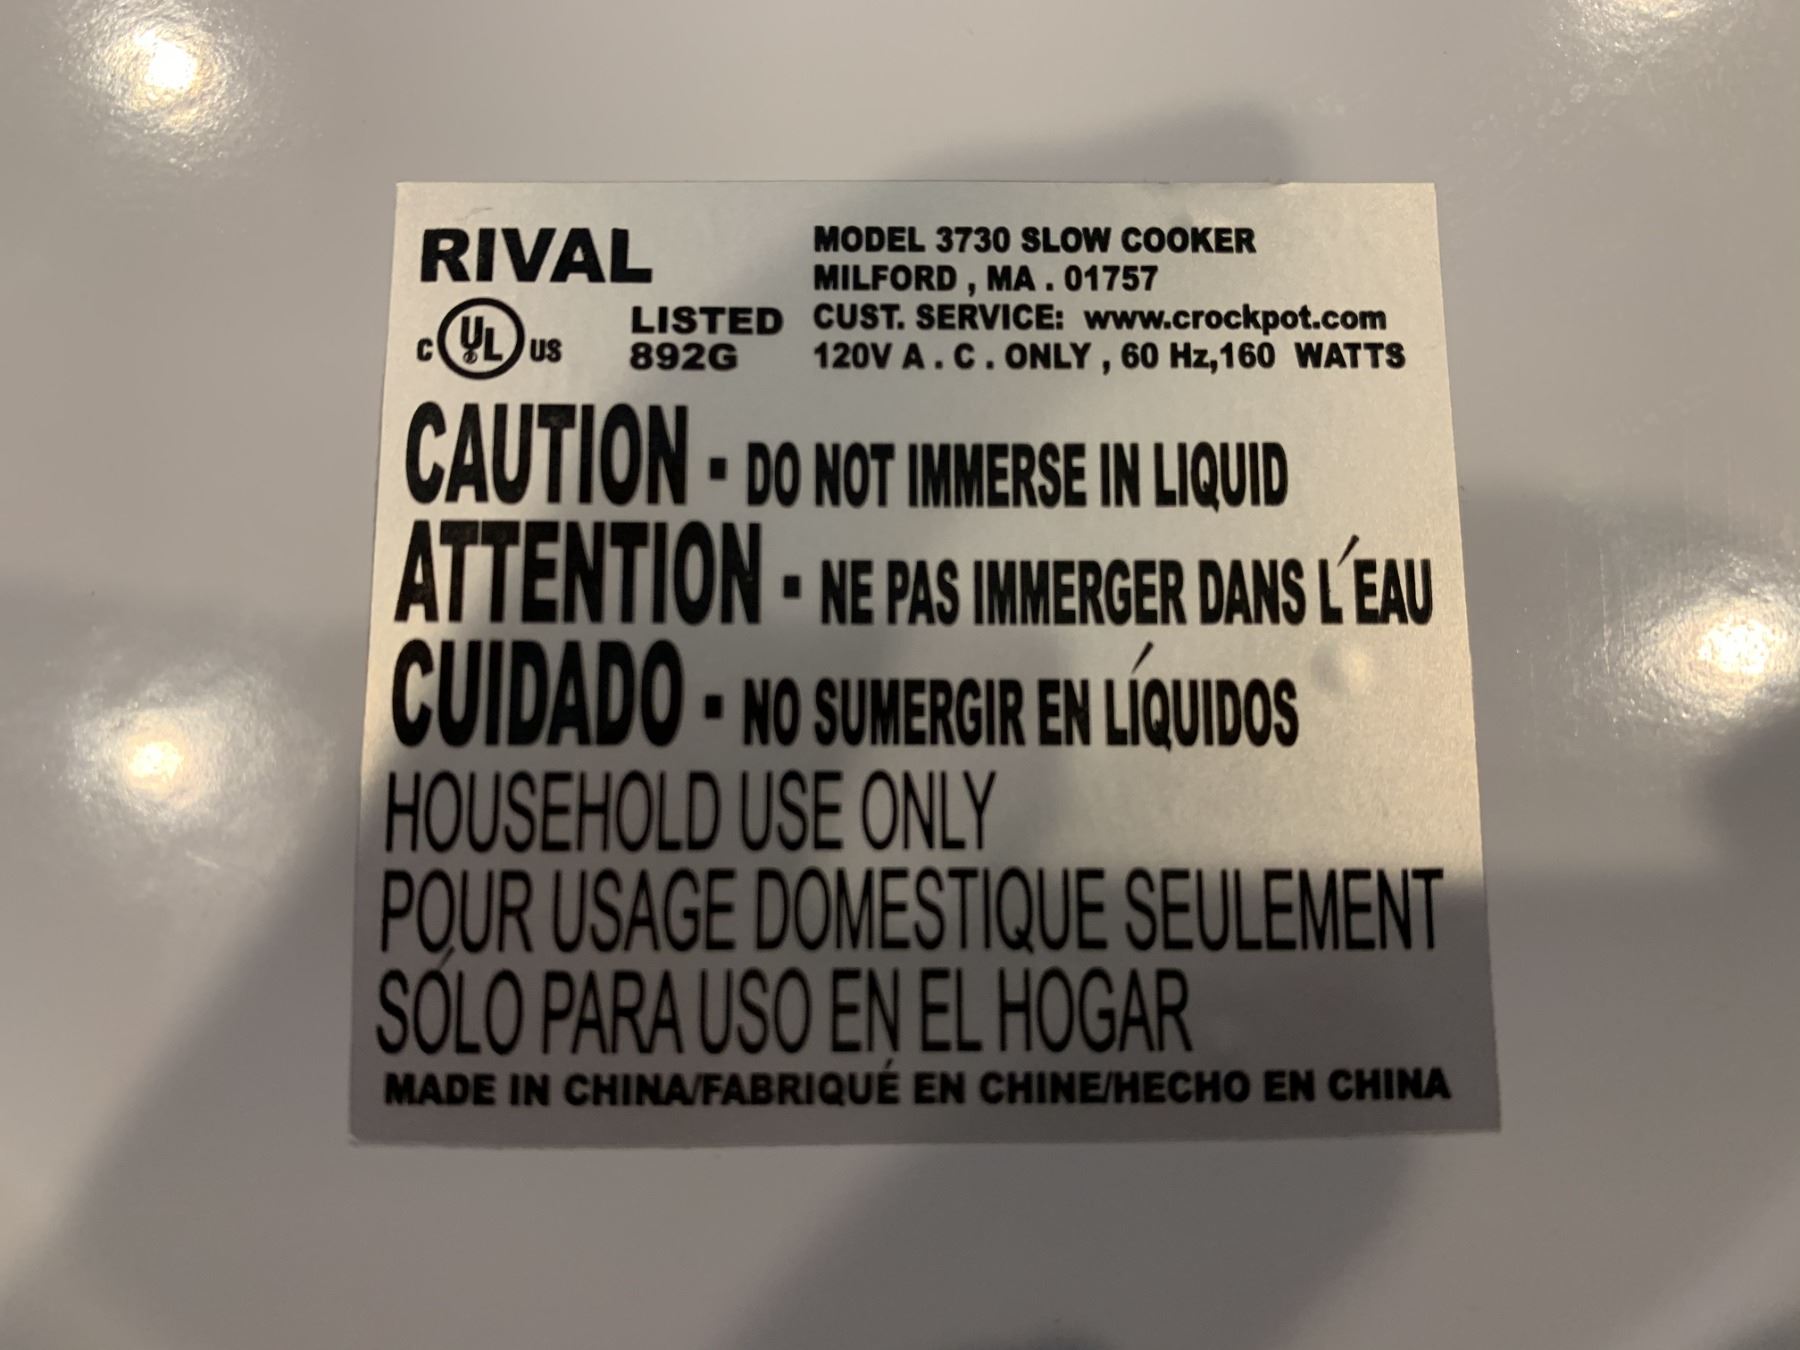 RIVAL
MODEL 3730 SLOW COOKER
MILFORD , MA . 01757
C UL US LISTED 892G
CUST. SERVICE: www.crockpot.com
120V A . C . ONLY , 60 Hz,160 WATTS
CAUTION - DO NOT IMMERSE IN LIQUID
ATTENTION - NE PAS IMMERGER DANS L´EAU
CUIDADO - NO SUMERGIR EN LÍQUIDOS
HOUSEHOLD USE ONLY
POUR USAGE DOMESTIQUE SEULEMENT
SÓLO PARA USO EN EL HOGAR
MADE IN CHINA/FABRIQUÉ EN CHINE/HECHO EN CHINA